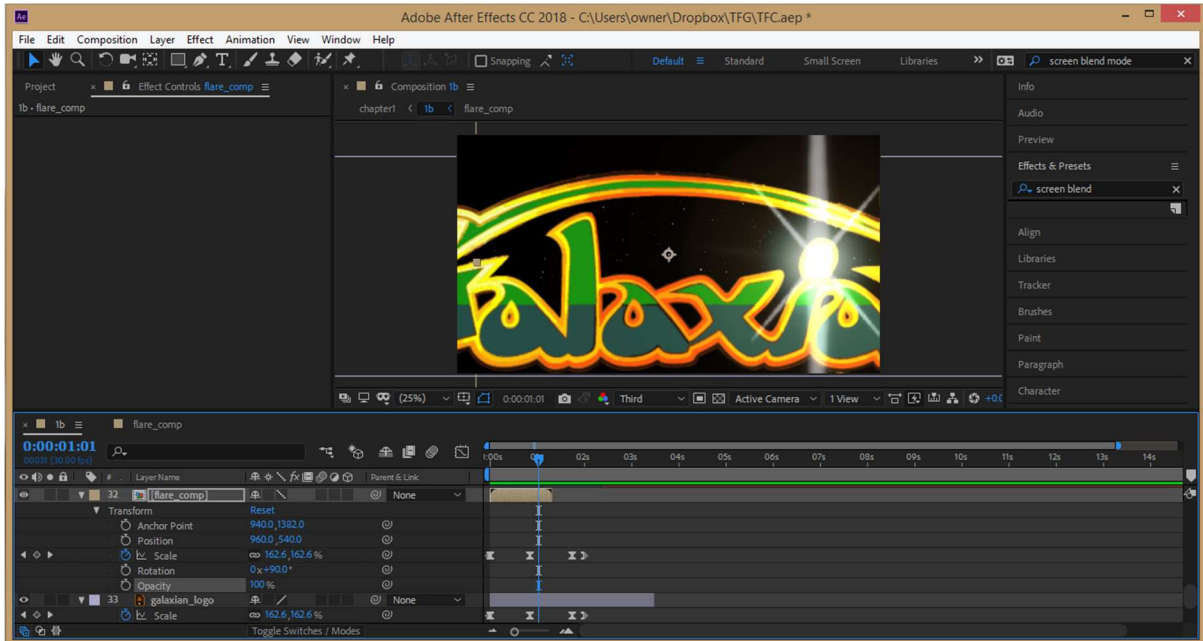 Ae Adobe After Effects CC 2018 - C:\Users\owner\Dropbox\TFG\TFC.aep *
File Edit Composition Layer Effect Animation View Window Help
Snapping Default Standard Small Screen Libraries screen blend mode
Project Effect Controls flare_comp Composition 1b Info
1b • flare_comp chapter1 1b flare_comp
Audio
Preview
Effects & Presets
screen blend
Align
Libraries
Tracker
Brushes
Paint
Paragraph
Character
(25%) 0:00:01:01 Third Active Camera 1 View +0.0
1b flare_comp
0:00:01:01
00031 (30.00 fps)
02s 03s 04s 05s 06s 07s 08s 09s 10s 11s 12s 13s 14s
# Layer Name Parent & Link
32 [flare_comp] None
Transform Reset
Anchor Point 940.0,1382.0
Position 960.0,540.0
Scale 162.6,162.6%
Rotation 0x+90.0°
Opacity 100%
33 galaxian_logo None
Scale 162.6,162.6%
Toggle Switches / Modes